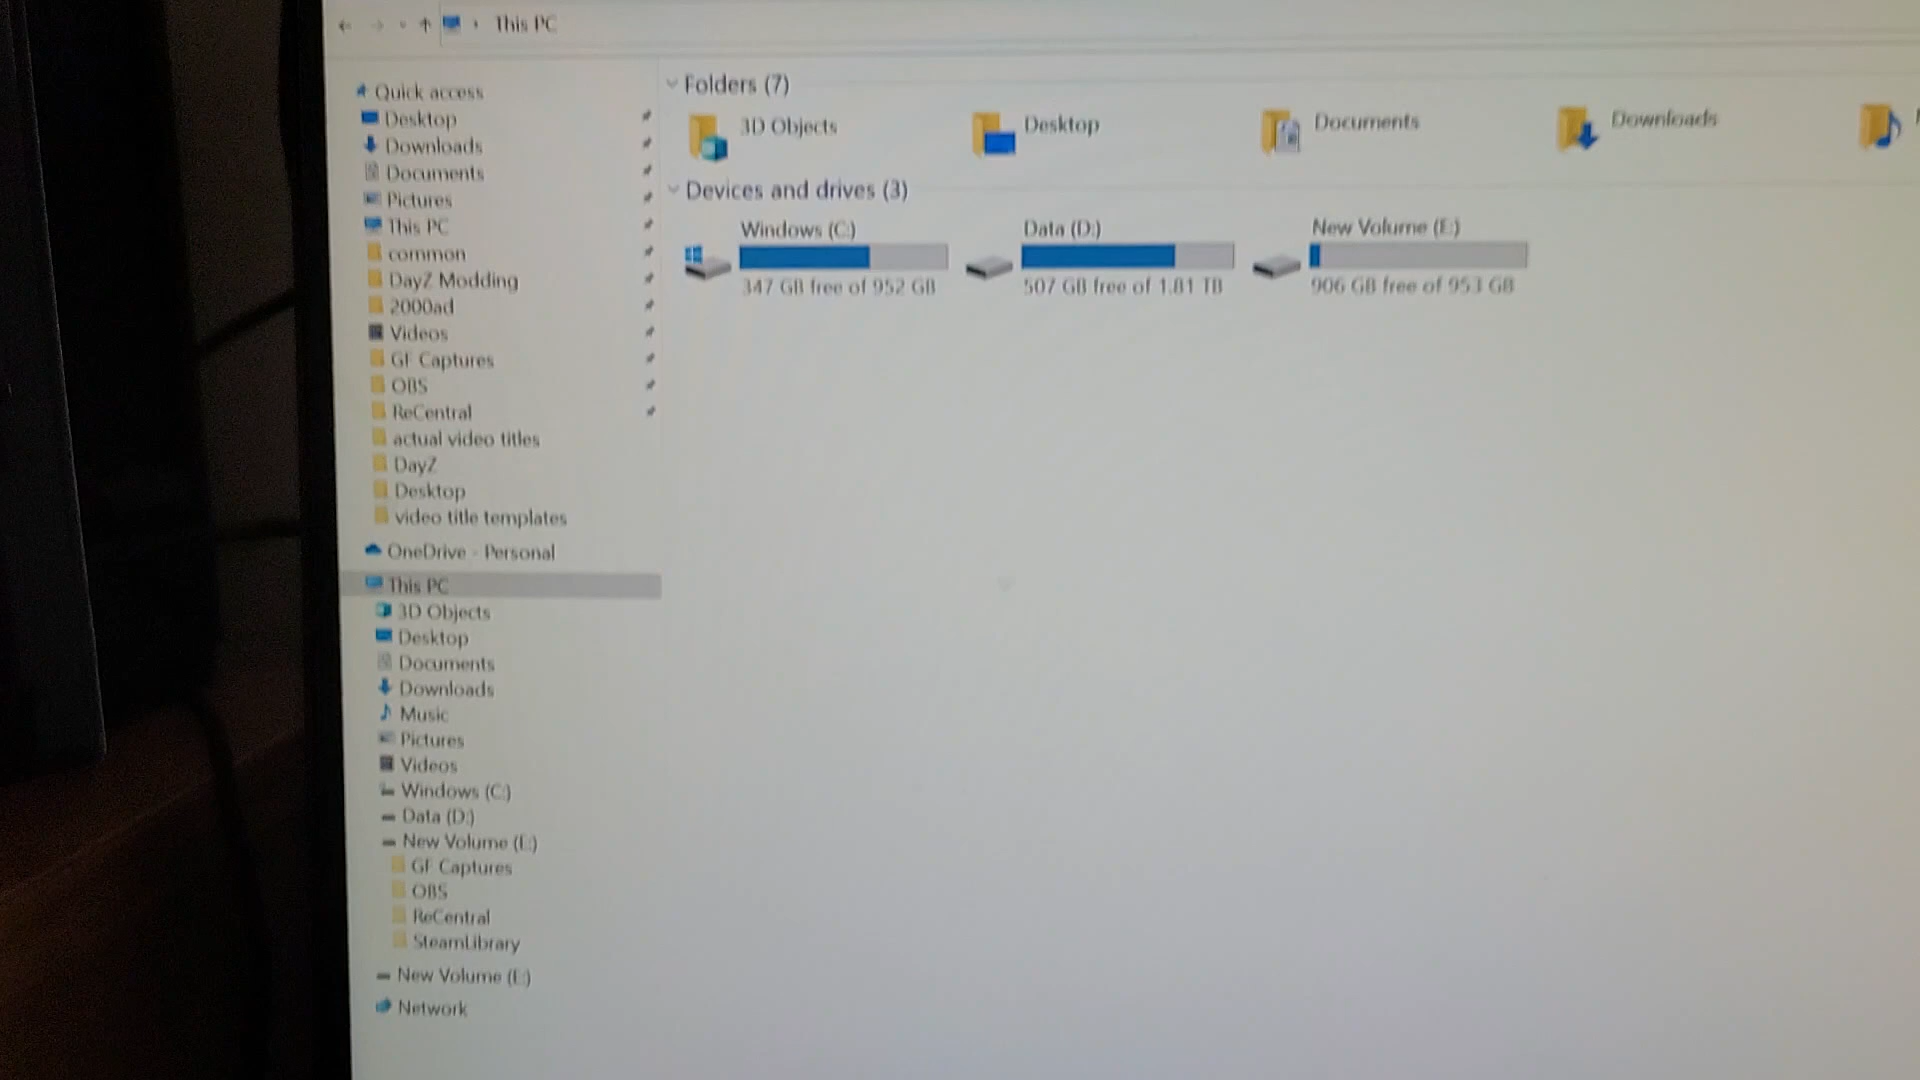 This PC
Quick access
Desktop
Downloads
Documents
Pictures
This PC
common
DayZ Modding
2000ad
Videos
GF Captures
OBS
ReCentral
actual video titles
DayZ
Desktop
video title templates
OneDrive - Personal
This PC
3D Objects
Desktop
Documents
Downloads
Music
Pictures
Videos
Windows (C:)
Data (D:)
New Volume (E:)
GF Captures
OBS
ReCentral
SteamLibrary
New Volume (E:)
Network
Folders (7)
3D Objects
Desktop
Documents
Downloads
Devices and drives (3)
Windows (C:)
347 GB free of 952 GB
Data (D:)
507 GB free of 1.81 TB
New Volume (E:)
906 GB free of 953 GB